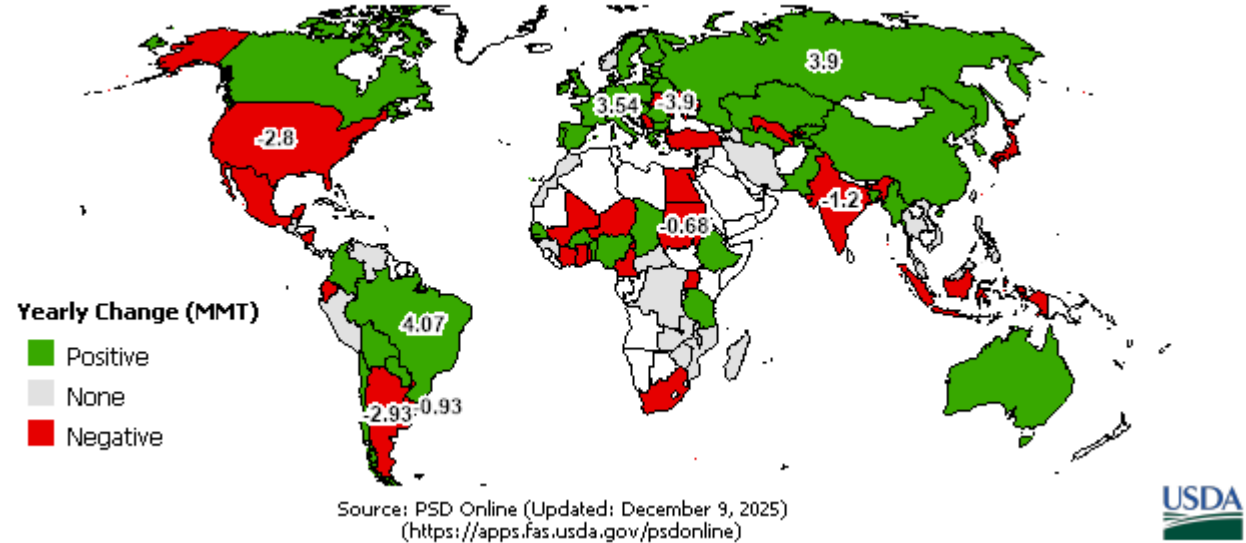 3.9
3.54
-3.9
-2.8
-1.2
-0.68
4.07
-2.93
-0.93
Yearly Change (MMT)
Positive
None
Negative
Source: PSD Online (Updated: December 9, 2025)
(https://apps.fas.usda.gov/psdonline)
USDA